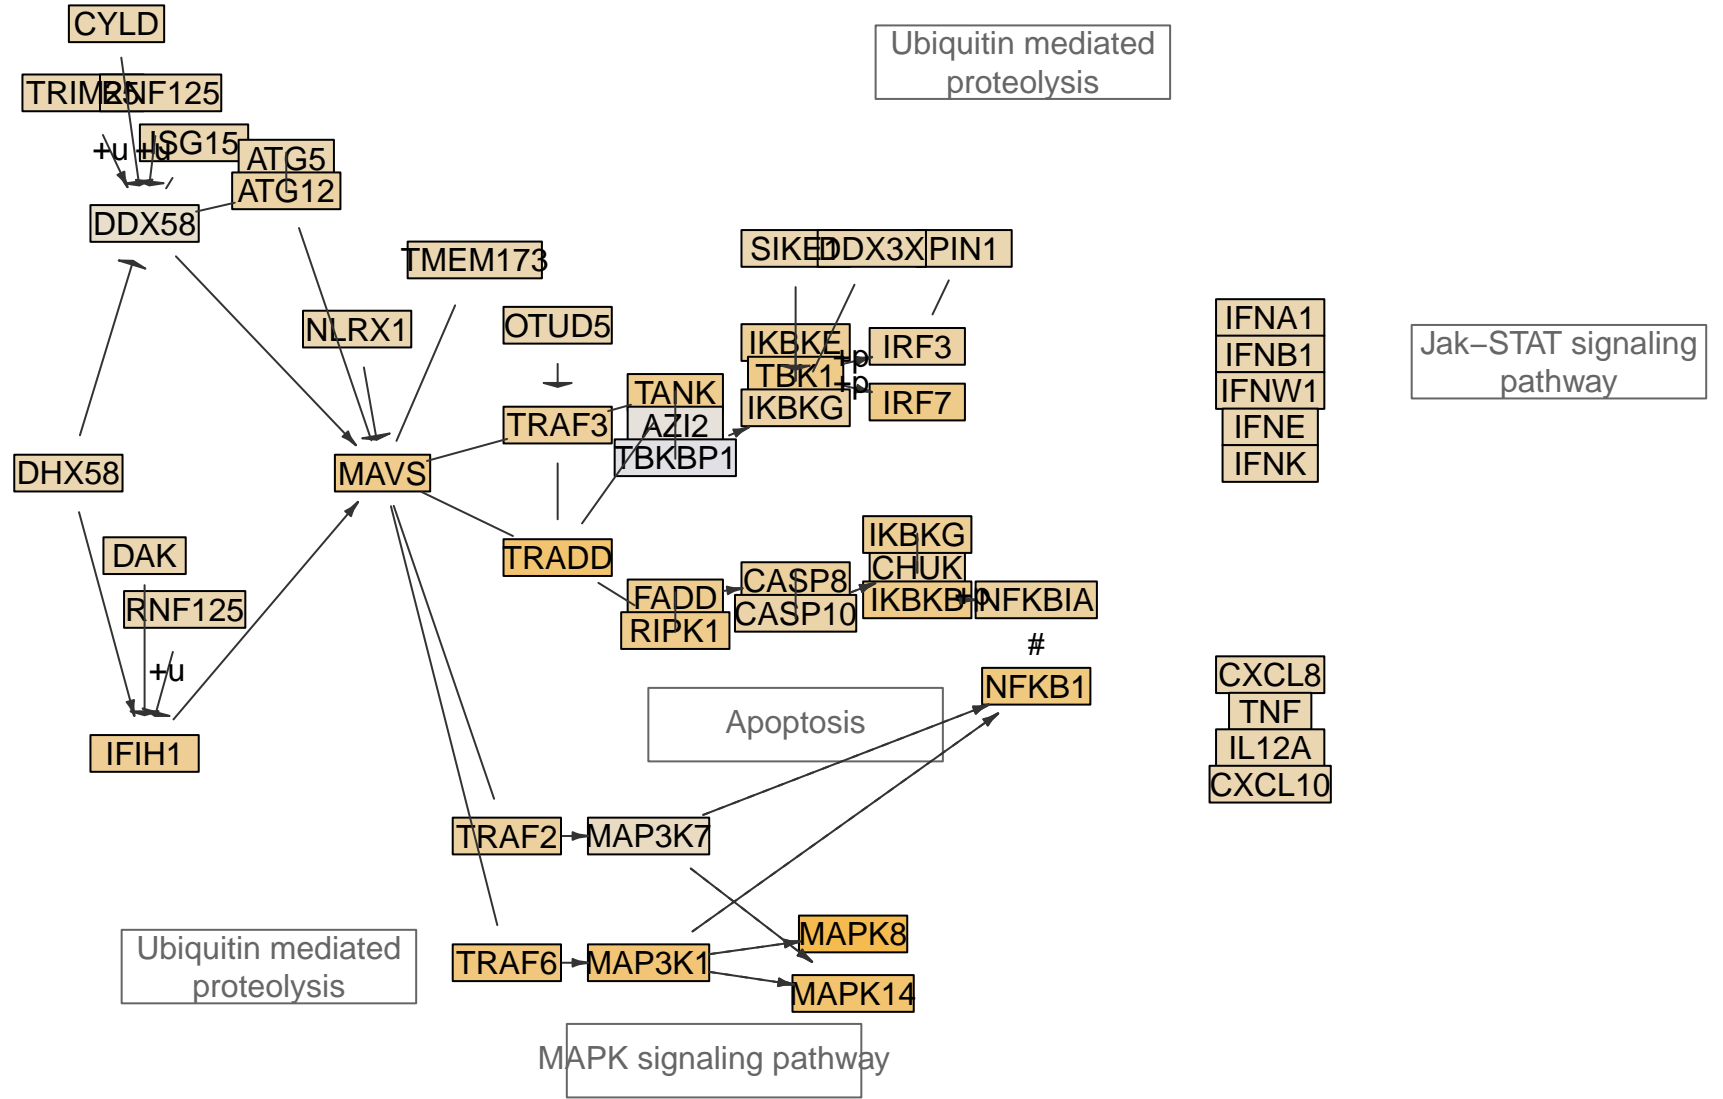 CYLD
Ubiquitin mediated
proteolysis
TRIM25
RNF125
ISG15
+u
+u
ATG5
ATG12
DDX58
TMEM173
SIKE1
DDX3X
PIN1
NLRX1
OTUD5
IKBKE
TBK1
IKBKG
+p
+p
IRF3
IRF7
IFNA1
IFNB1
IFNW1
IFNE
IFNK
Jak−STAT signaling
pathway
TANK
AZI2
TBKBP1
TRAF3
DHX58
MAVS
DAK
RNF125
+u
IFIH1
TRADD
FADD
RIPK1
CASP8
CASP10
IKBKG
CHUK
IKBKB
+p
NFKBIA
#
NFKB1
CXCL8
TNF
IL12A
CXCL10
Apoptosis
TRAF2
MAP3K7
Ubiquitin mediated
proteolysis
TRAF6
MAP3K1
MAPK8
MAPK14
MAPK signaling pathway